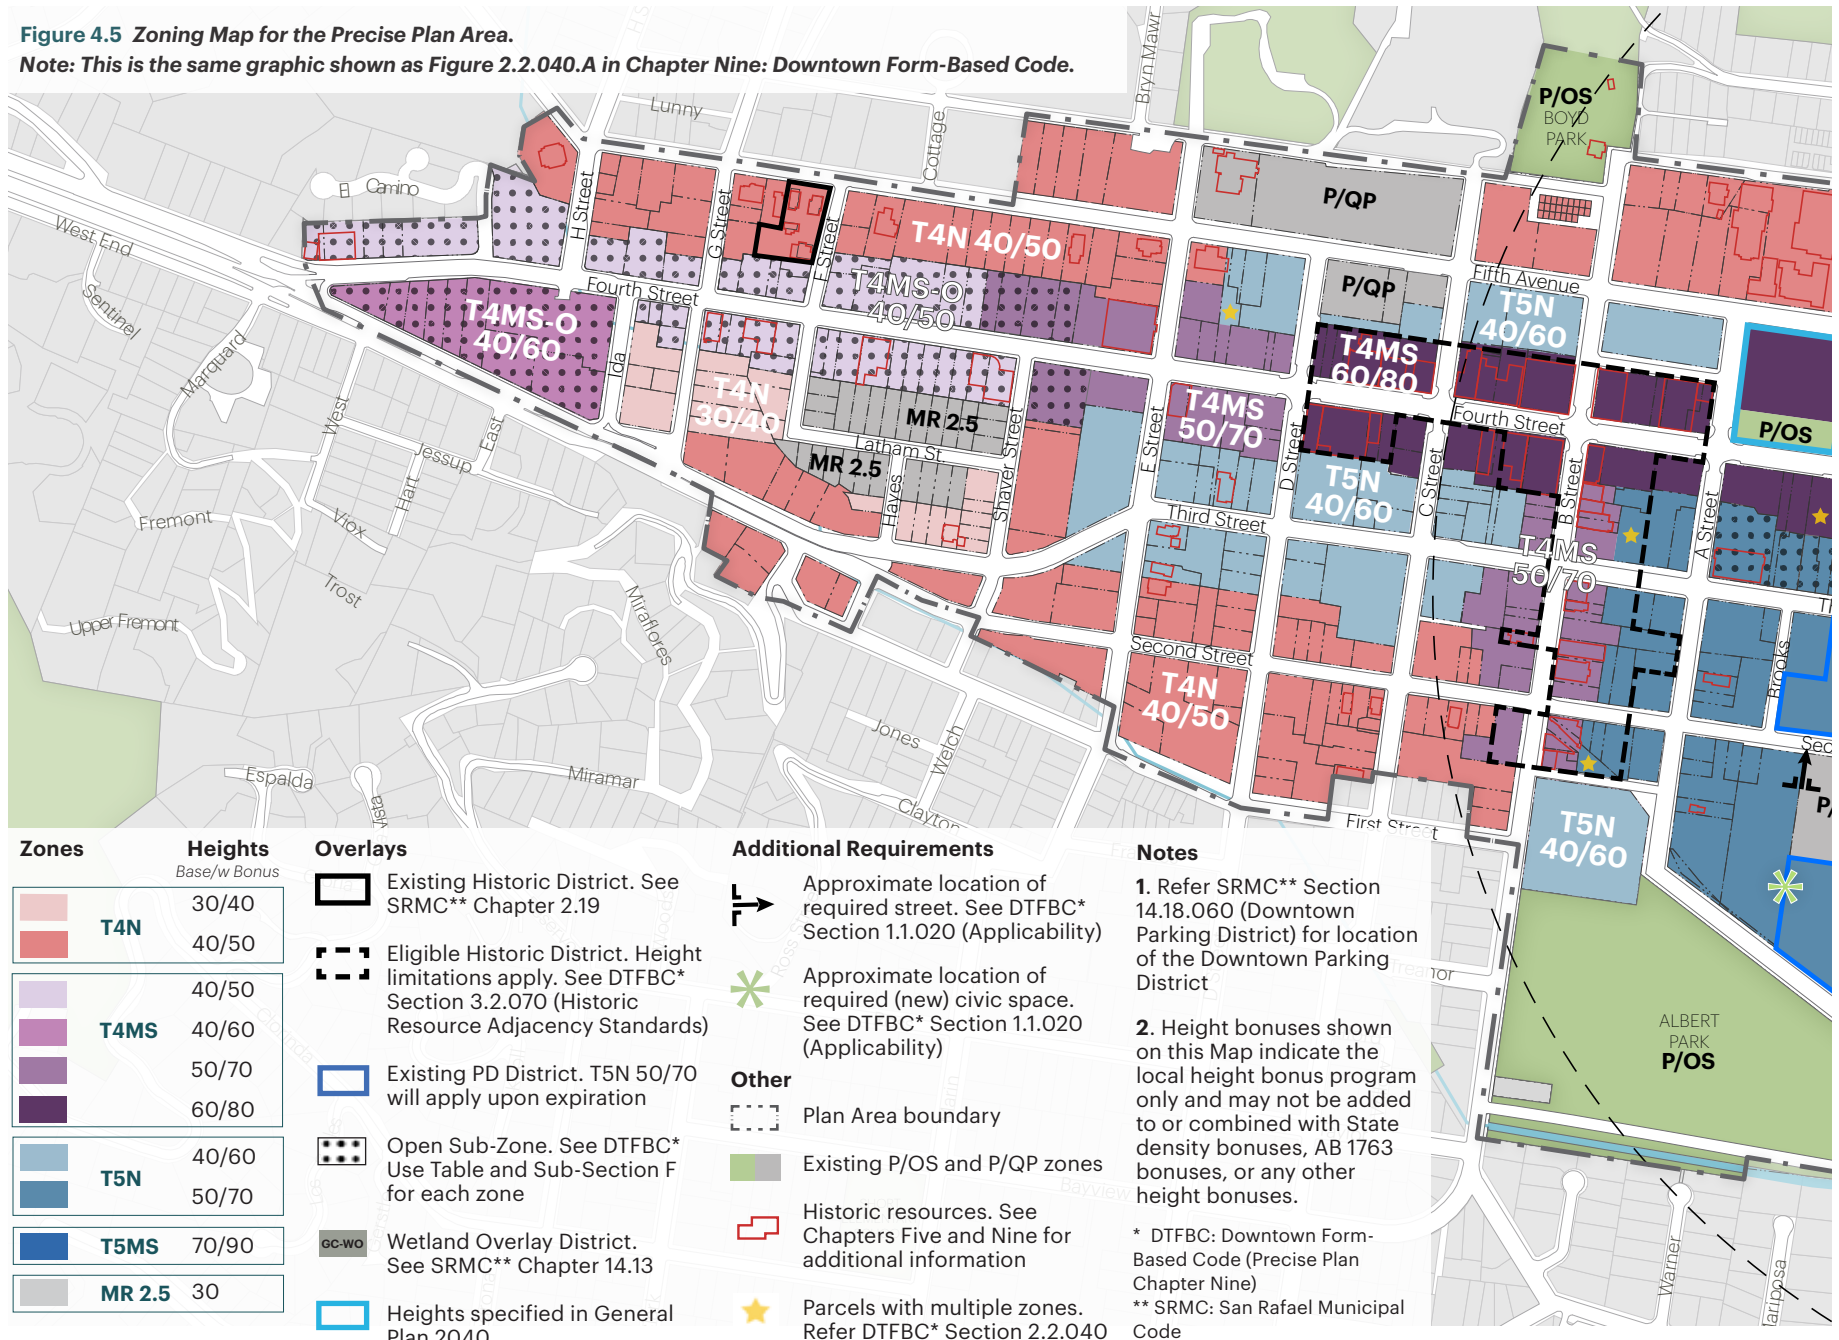 Figure 4.5 Zoning Map for the Precise Plan Area.
Note: This is the same graphic shown as Figure 2.2.040.A in Chapter Nine: Downtown Form-Based Code.
H S
Bryn Mawr
Lunny
Cottage
P/OS
BOYD
PARK
El Camino
West End
H Street
G Street
F Street
P/QP
T4N 40/50
Sentinel
Fifth Avenue
P/QP
T4MS-O
40/50
Fourth Street
T5N
40/60
T4MS-O
40/60
Marquard
Ida
T4MS
60/80
T4N
30/40
MR 2.5
T4MS
50/70
Fourth Street
P/OS
West
East
Latham St
Jessup
MR 2.5
Shaver Street
E Street
D Street
C Street
B Street
A Street
T5N
40/60
Hart
Hayes
Fremont
Viox
Third Street
T4MS
50/70
Trost
Th
Miraflores
Upper Fremont
Second Street
Brooks
T4N
40/50
Jones
Welch
Sec
Espalda
Miramar
Vista
P/
Clayton
First Street
T5N
40/60
Treanor
ALBERT
PARK
P/OS
Bayview
Warner
Mariposa
Zones
Heights
Base/w Bonus
T4N
30/40
40/50
T4MS
40/50
40/60
50/70
60/80
T5N
40/60
50/70
T5MS 70/90
MR 2.5 30
Overlays
Existing Historic District. See
SRMC** Chapter 2.19
Eligible Historic District. Height
limitations apply. See DTFBC*
Section 3.2.070 (Historic
Resource Adjacency Standards)
Existing PD District. T5N 50/70
will apply upon expiration
Open Sub-Zone. See DTFBC*
Use Table and Sub-Section F
for each zone
GC-WO
Wetland Overlay District.
See SRMC** Chapter 14.13
Heights specified in General
Plan 2040
Additional Requirements
Approximate location of
required street. See DTFBC*
Section 1.1.020 (Applicability)
Approximate location of
required (new) civic space.
See DTFBC* Section 1.1.020
(Applicability)
Other
Plan Area boundary
Existing P/OS and P/QP zones
Historic resources. See
Chapters Five and Nine for
additional information
Parcels with multiple zones.
Refer DTFBC* Section 2.2.040
Notes
1. Refer SRMC** Section
14.18.060 (Downtown
Parking District) for location
of the Downtown Parking
District
2. Height bonuses shown
on this Map indicate the
local height bonus program
only and may not be added
to or combined with State
density bonuses, AB 1763
bonuses, or any other
height bonuses.
* DTFBC: Downtown Form-
Based Code (Precise Plan
Chapter Nine)
** SRMC: San Rafael Municipal
Code